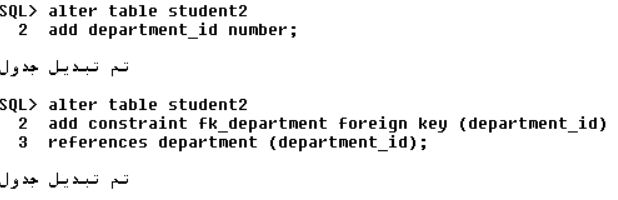 SQL> alter table student2
2 add department_id number;
تم تبديل جدول
SQL> alter table student2
2 add constraint fk_department foreign key (department_id)
3 references department (department_id);
تم تبديل جدول